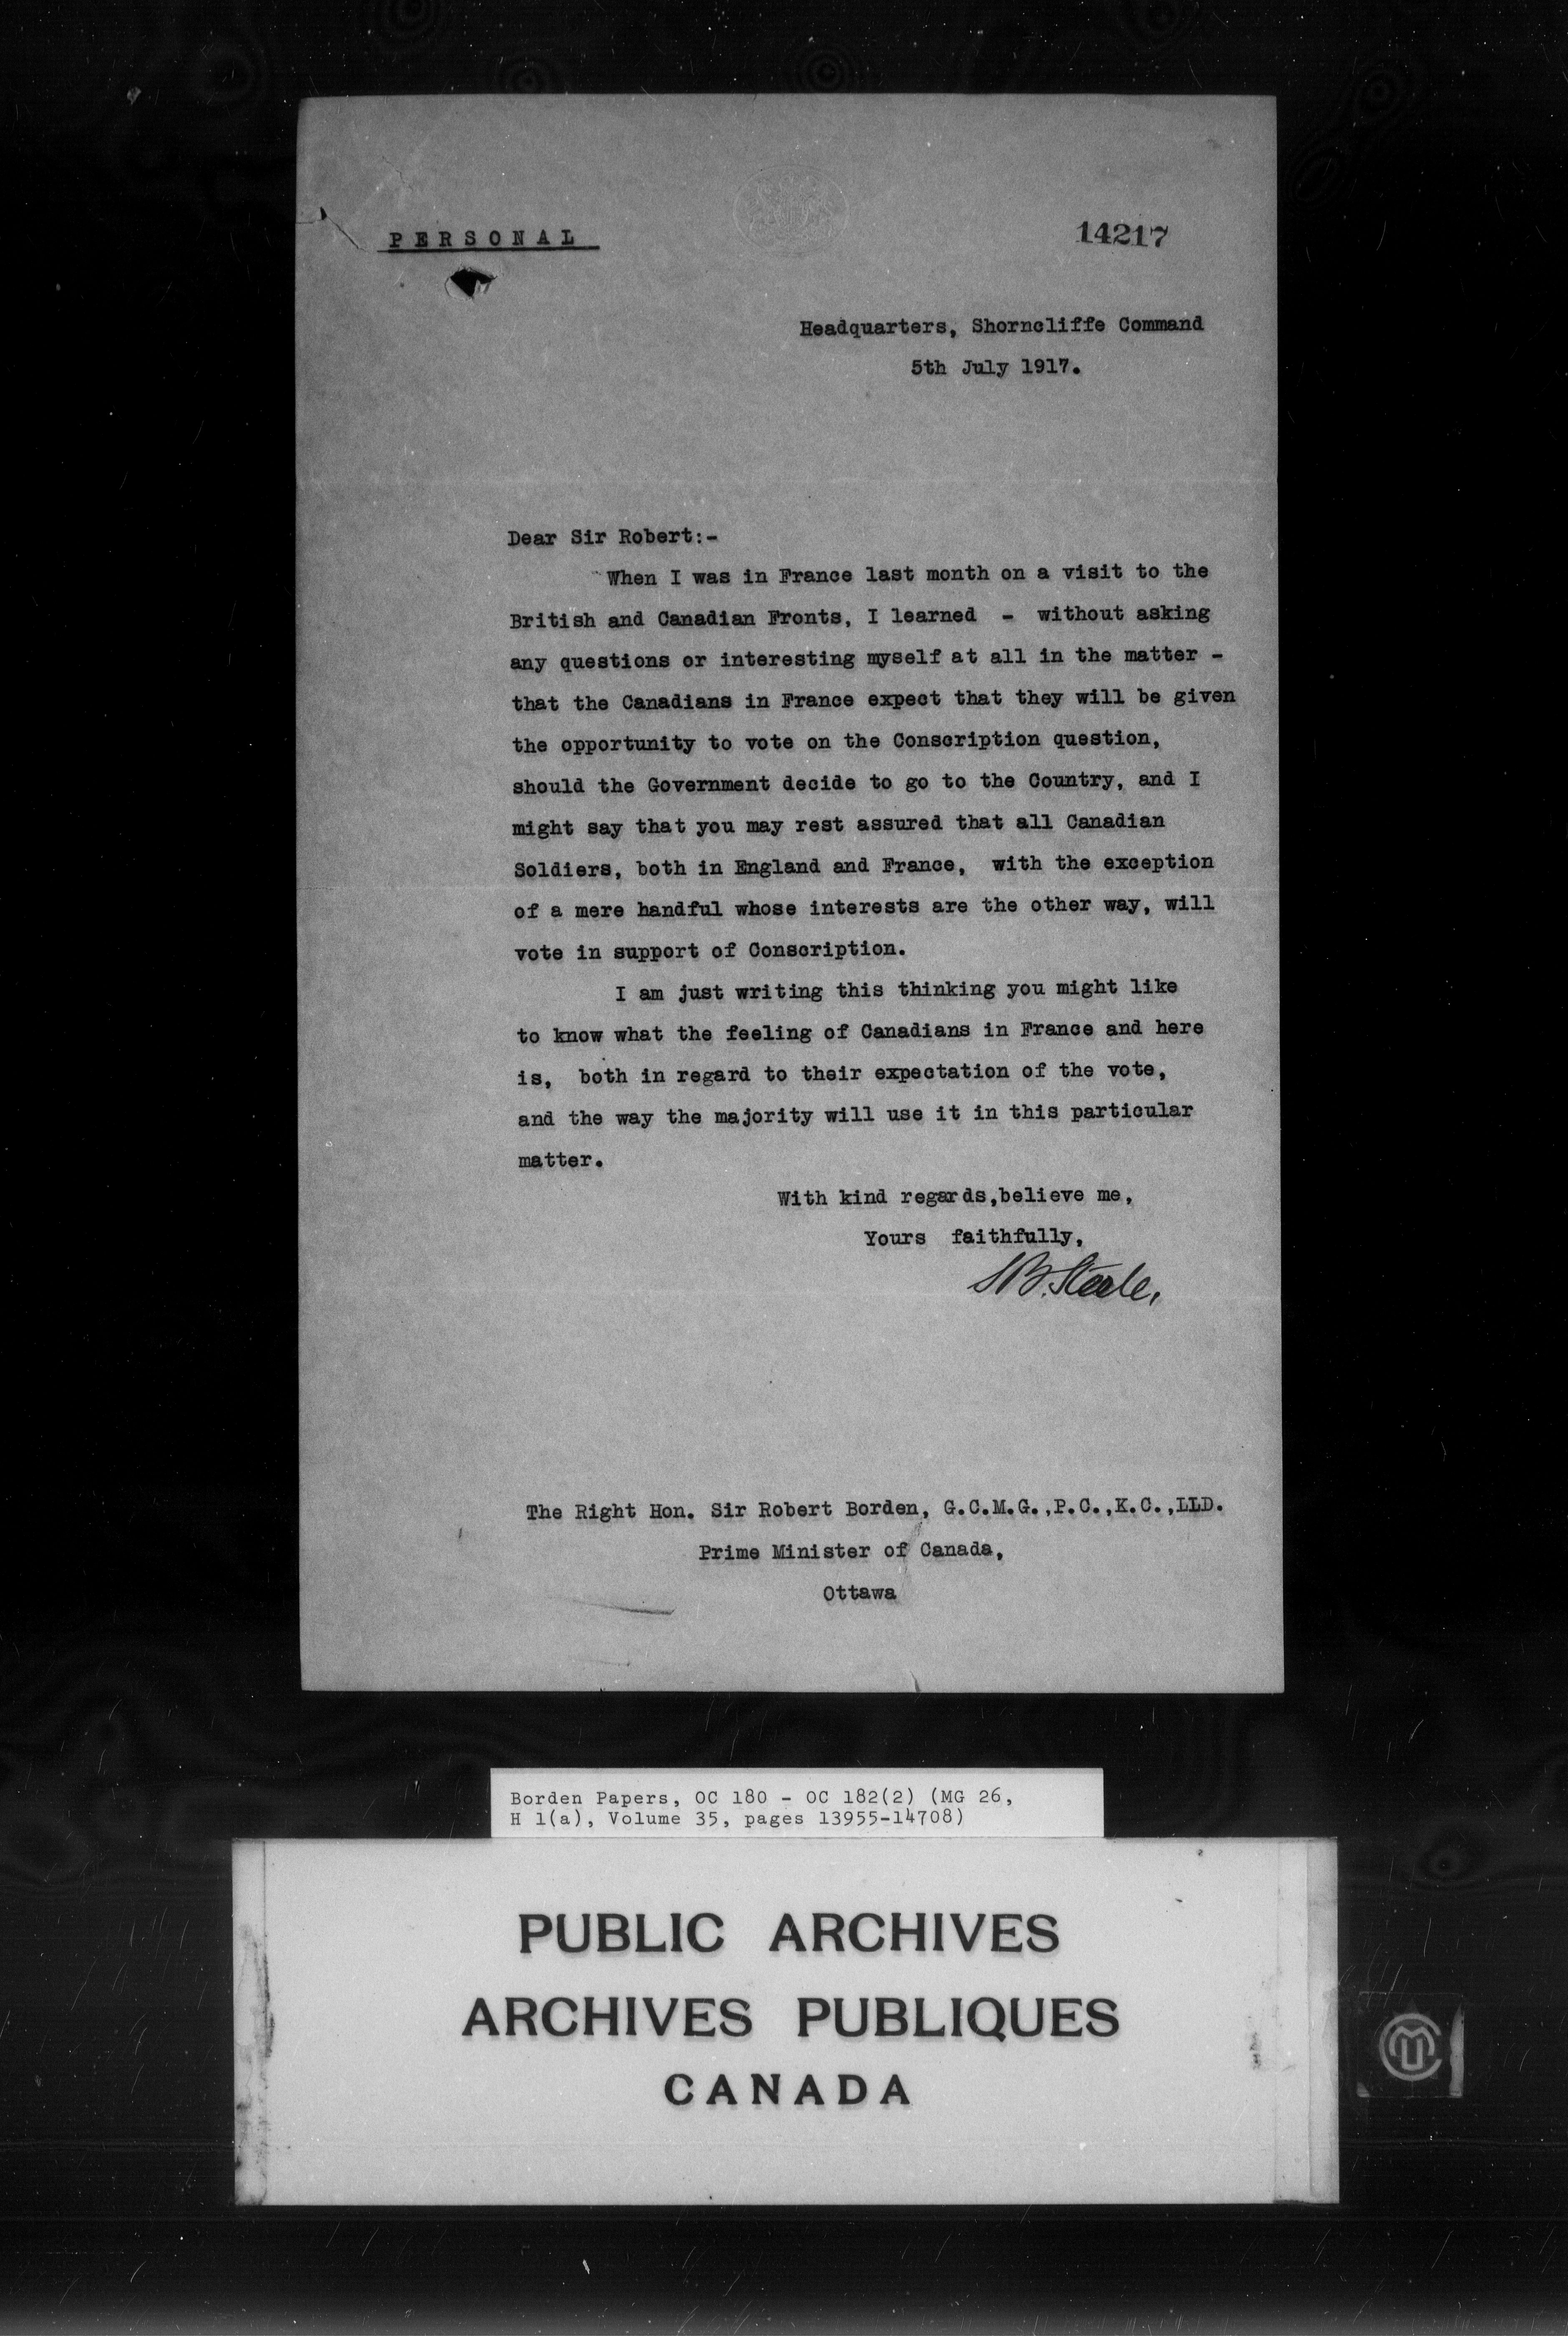 PERSONAL
14217
Headquarters, Shorncliffe Command
5th July 1917.
Dear Sir Robert:-
When I was in France last month on a visit to the
British and Canadian Fronts, I learned - without asking
any questions or interesting myself at all in the matter -
that the Canadians in France expect that they will be given
the opportunity to vote on the Conscription question,
should the Government decide to go to the Country, and I
might say that you may rest assured that all Canadian
Soldiers, both in England and France, with the exception
of a mere handful whose interests are the other way, will
vote in support of Conscription.
I am just writing this thinking you might like
to know what the feeling of Canadians in France and here
is, both in regard to their expectation of the vote,
and the way the majority will use it in this particular
matter.
With kind regards,believe me,
Yours faithfully,
S B. Steele,
The Right Hon. Sir Robert Borden, G.C.M.G.,P.C.,K.C.,LLD.
Prime Minister of Canada,
Ottawa
Borden Papers, OC 180 - OC 182(2) (MG 26,
H 1(a), Volume 35, pages 13955-14708)
PUBLIC ARCHIVES
ARCHIVES PUBLIQUES
CANADA